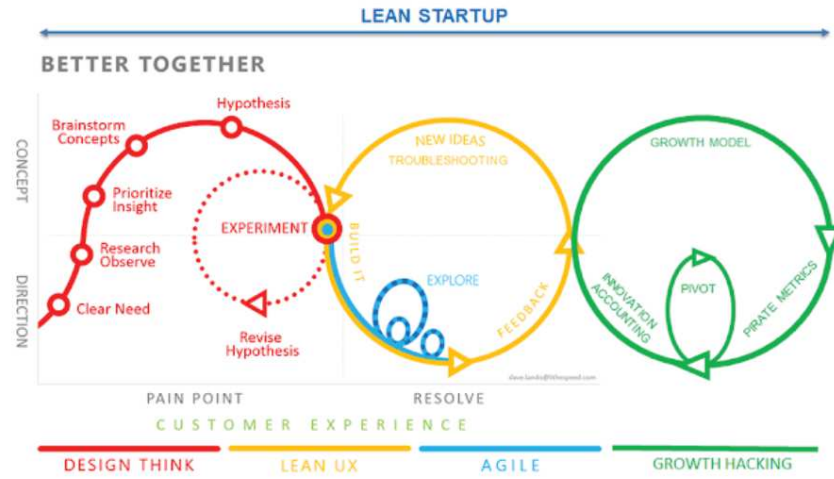 LEAN STARTUP
BETTER TOGETHER
CONCEPT
DIRECTION
Hypothesis
Brainstorm
Concepts
Prioritize
Insight
Research
Observe
Clear Need
EXPERIMENT
Revise
Hypothesis
NEW IDEAS
TROUBLESHOOTING
BUILD IT
EXPLORE
FEEDBACK
GROWTH MODEL
INNOVATION
ACCOUNTING
PIVOT
PIRATE METRICS
PAIN POINT
RESOLVE
CUSTOMER EXPERIENCE
DESIGN THINK
LEAN UX
AGILE
GROWTH HACKING